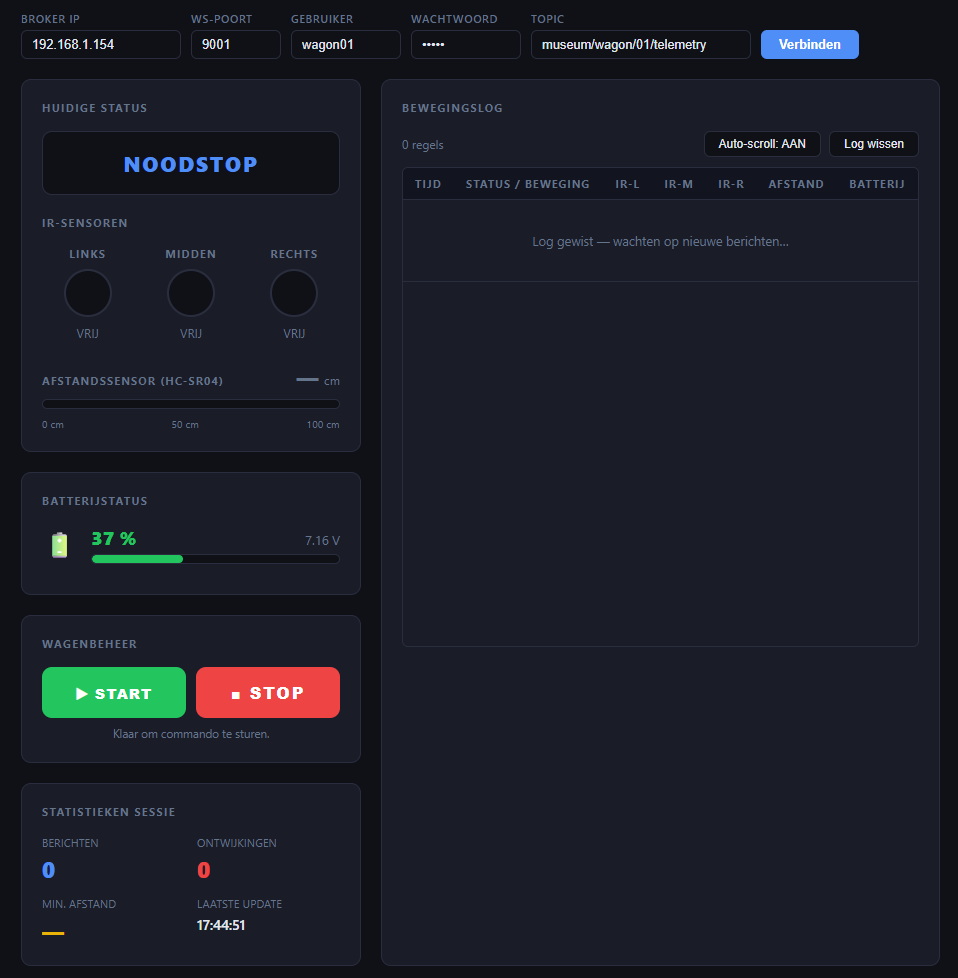 BROKER IP WS-POORT GEBRUIKER WACHTWOORD TOPIC
192.168.1.154 9001 wagon01 ••••• museum/wagon/01/telemetry Verbinden
HUIDIGE STATUS
NOODSTOP
IR-SENSOREN
LINKS MIDDEN RECHTS
VRIJ VRIJ VRIJ
AFSTANDSSENSOR (HC-SR04) — cm
0 cm 50 cm 100 cm
BATTERIJSTATUS
37 % 7.16 V
WAGENBEHEER
▶ START ■ STOP
Klaar om commando te sturen.
STATISTIEKEN SESSIE
BERICHTEN ONTWIJKINGEN
0 0
MIN. AFSTAND LAATSTE UPDATE
— 17:44:51
BEWEGINGSLOG
0 regels Auto-scroll: AAN Log wissen
TIJD STATUS / BEWEGING IR-L IR-M IR-R AFSTAND BATTERIJ
Log gewist — wachten op nieuwe berichten...